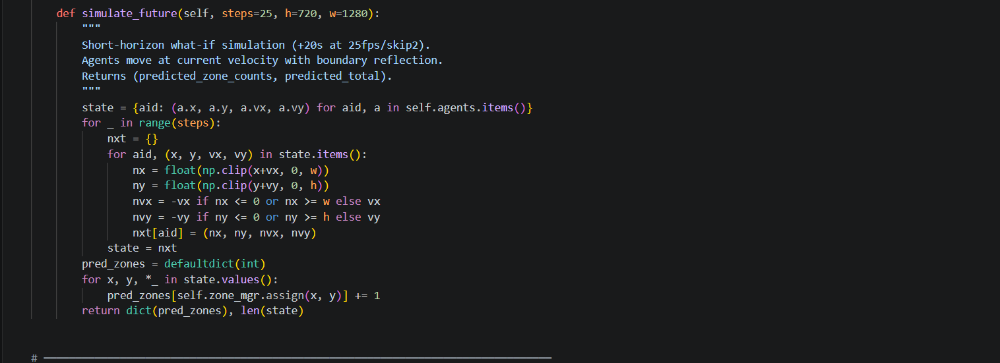 def simulate_future(self, steps=25, h=720, w=1280):
"""
Short-horizon what-if simulation (+20s at 25fps/skip2).
Agents move at current velocity with boundary reflection.
Returns (predicted_zone_counts, predicted_total).
"""
state = {aid: (a.x, a.y, a.vx, a.vy) for aid, a in self.agents.items()}
for _ in range(steps):
nxt = {}
for aid, (x, y, vx, vy) in state.items():
nx = float(np.clip(x+vx, 0, w))
ny = float(np.clip(y+vy, 0, h))
nvx = -vx if nx <= 0 or nx >= w else vx
nvy = -vy if ny <= 0 or ny >= h else vy
nxt[aid] = (nx, ny, nvx, nvy)
state = nxt
pred_zones = defaultdict(int)
for x, y, *_ in state.values():
pred_zones[self.zone_mgr.assign(x, y)] += 1
return dict(pred_zones), len(state)
# ════════════════════════════════════════════════════════════════════════════════